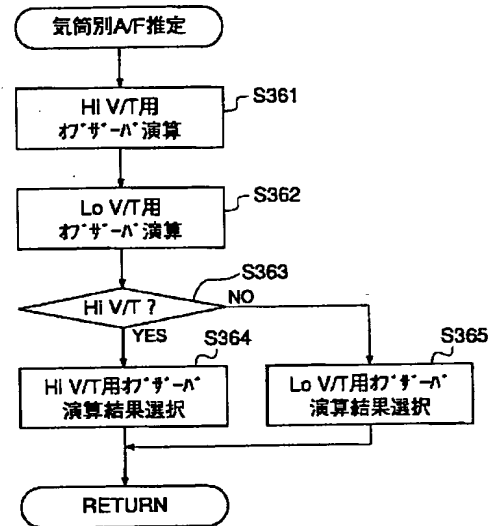 気筒別A/F推定
Hi V/T用
ｵﾌﾞｻﾞｰﾊﾞ演算
S361
Lo V/T用
ｵﾌﾞｻﾞｰﾊﾞ演算
S362
Hi V/T ?
S363
NO
YES
S364
Hi V/T用ｵﾌﾞｻﾞｰﾊﾞ
演算結果選択
S365
Lo V/T用ｵﾌﾞｻﾞｰﾊﾞ
演算結果選択
RETURN